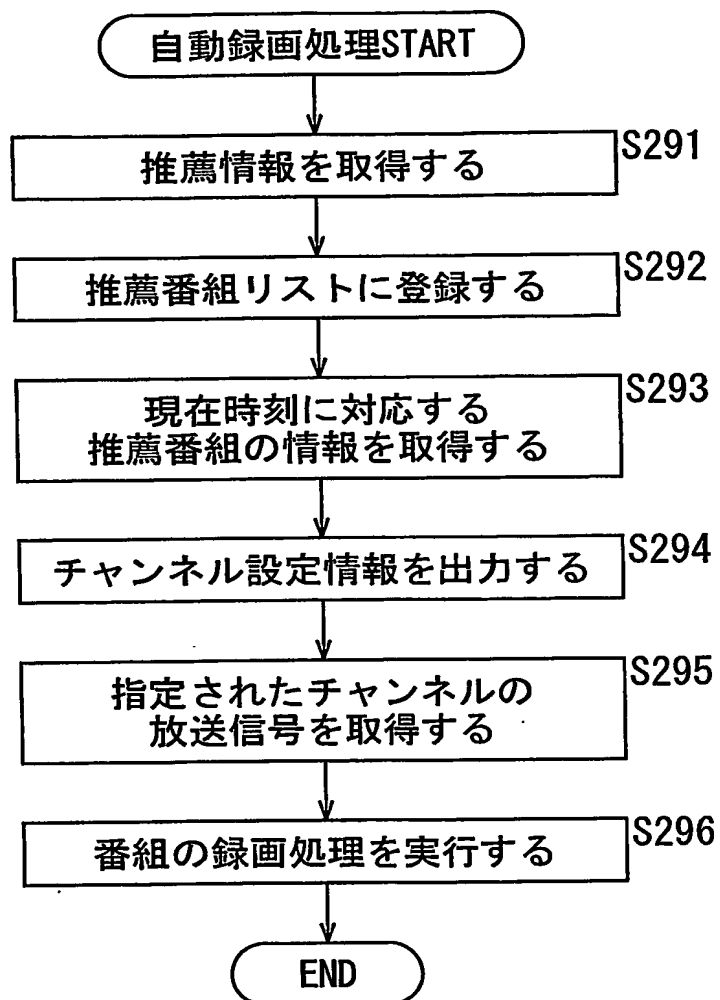 自動録画処理START
推薦情報を取得する
S291
推薦番組リストに登録する
S292
現在時刻に対応する
推薦番組の情報を取得する
S293
チャンネル設定情報を出力する
S294
指定されたチャンネルの
放送信号を取得する
S295
番組の録画処理を実行する
S296
END